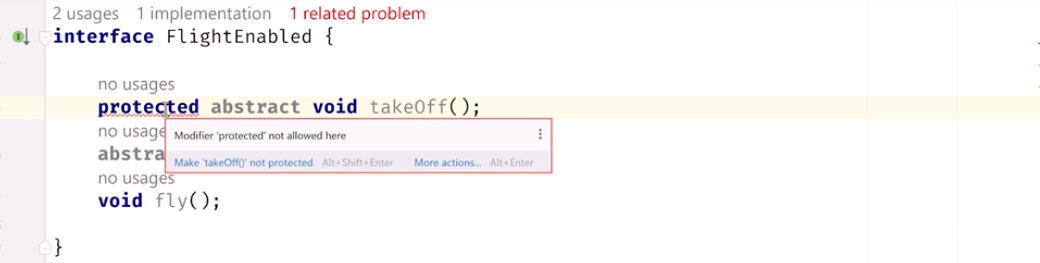 2 usages 1 implementation 1 related problem
interface FlightEnabled {
no usages
protected abstract void takeOff();
no usage
Modifier 'protected' not allowed here
abstra
Make 'takeOff()' not protected Alt+Shift+Enter More actions... Alt+Enter
no usages
void fly();
}